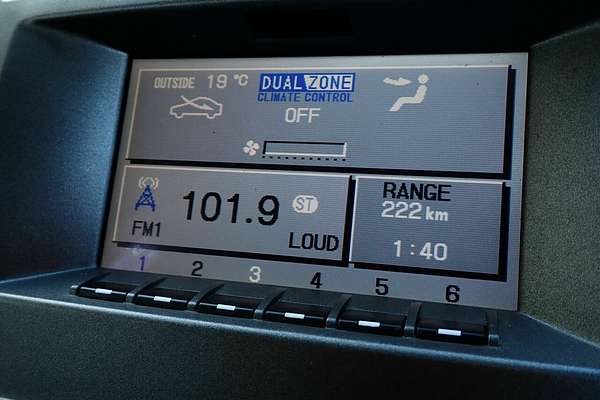 OUTSIDE 19 °C
DUAL ZONE
CLIMATE CONTROL
OFF
FM1
101.9
ST
LOUD
RANGE
222 km
1:40
1 2 3 4 5 6